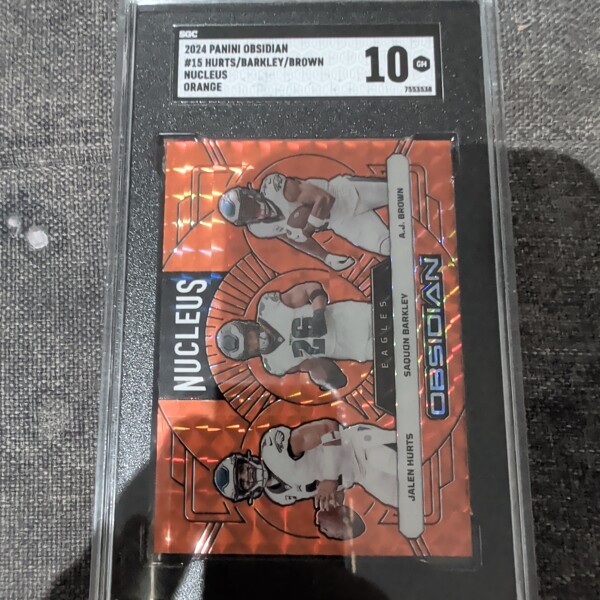 SGC
2024 PANINI OBSIDIAN
#15 HURTS/BARKLEY/BROWN
NUCLEUS
ORANGE
10 GM
7553538
NUCLEUS
26
EAGLES
JALEN HURTS
SAQUON BARKLEY
A.J. BROWN
OBSIDIAN